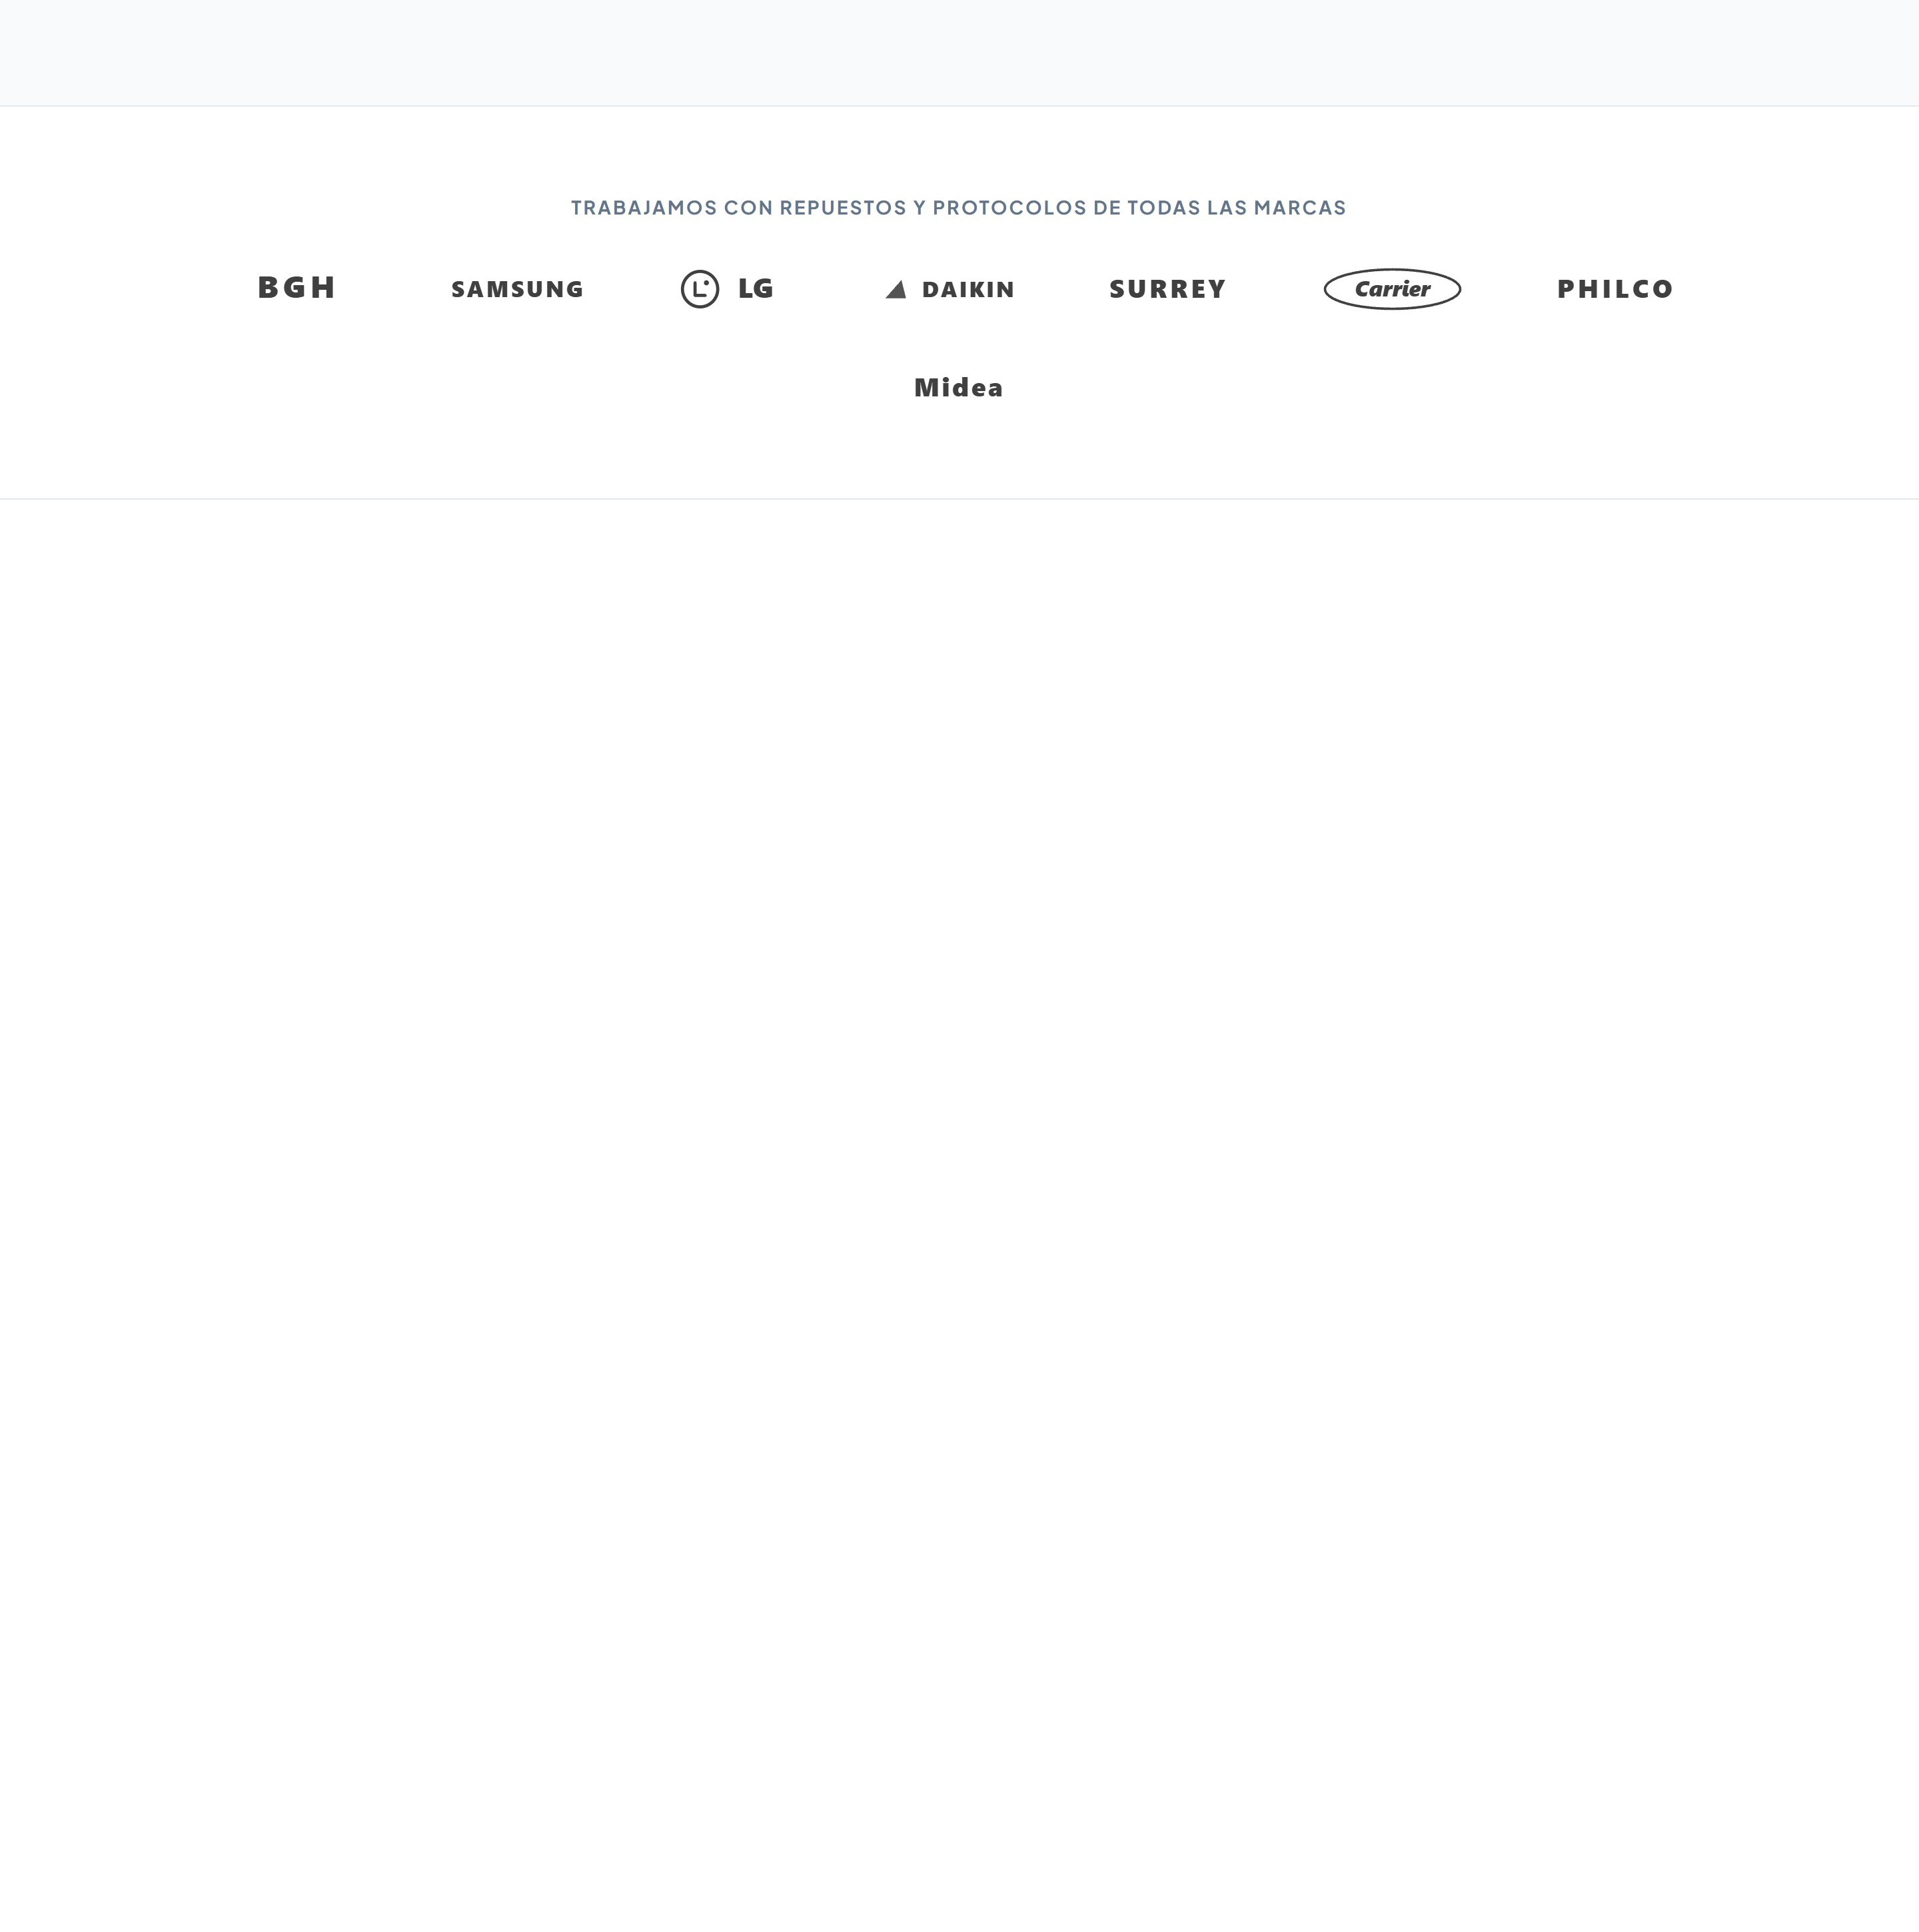 TRABAJAMOS CON REPUESTOS Y PROTOCOLOS DE TODAS LAS MARCAS
BGH SAMSUNG L LG DAIKIN SURREY Carrier PHILCO
Midea